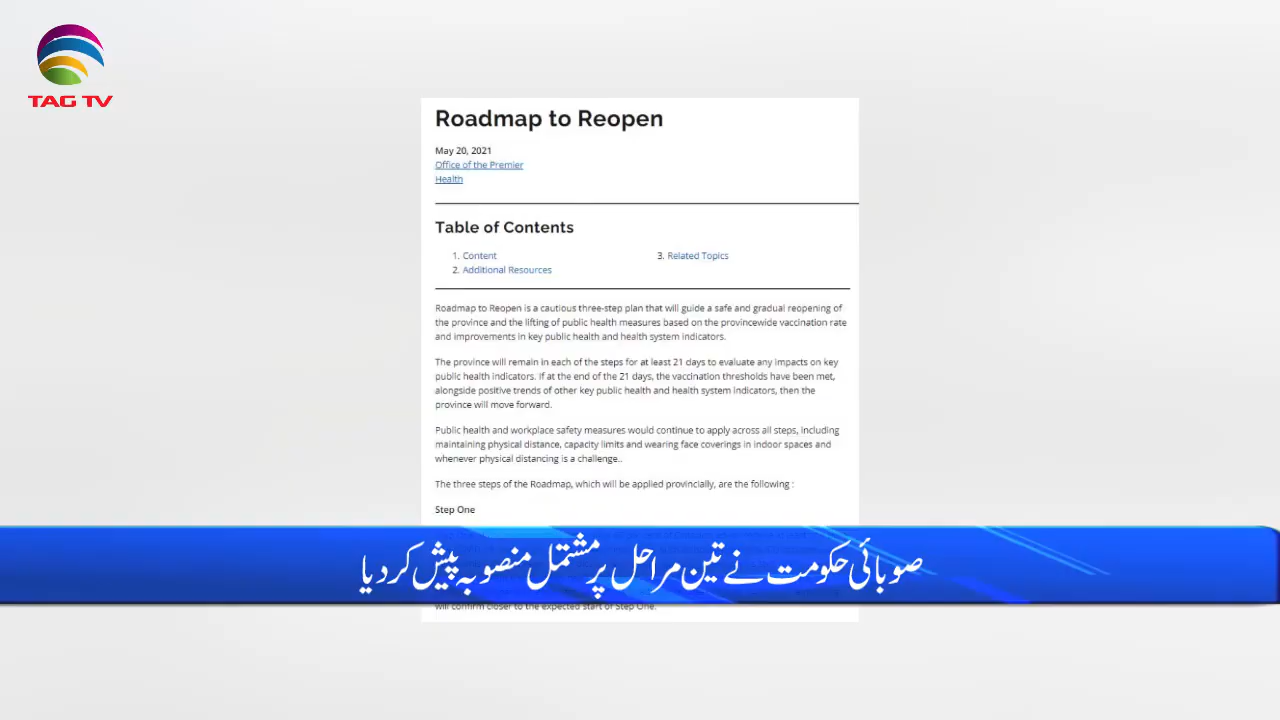 TAG TV
Roadmap to Reopen
May 20, 2021
Office of the Premier
Health
Table of Contents
1. Content
2. Additional Resources
3. Related Topics
Roadmap to Reopen is a cautious three-step plan that will guide a safe and gradual reopening of
the province and the lifting of public health measures based on the provincewide vaccination rate
and improvements in key public health and health system indicators.
The province will remain in each of the steps for at least 21 days to evaluate any impacts on key
public health indicators. If at the end of the 21 days, the vaccination thresholds have been met,
alongside positive trends of other key public health and health system indicators, then the
province will move forward.
Public health and workplace safety measures would continue to apply across all steps, including
maintaining physical distance, capacity limits and wearing face coverings in indoor spaces and
whenever physical distancing is a challenge..
The three steps of the Roadmap, which will be applied provincially, are the following :
Step One
صوبائی حکومت نے تین مراحل پر مشتمل منصوبہ پیش کر دیا
will confirm closer to the expected start of Step One.